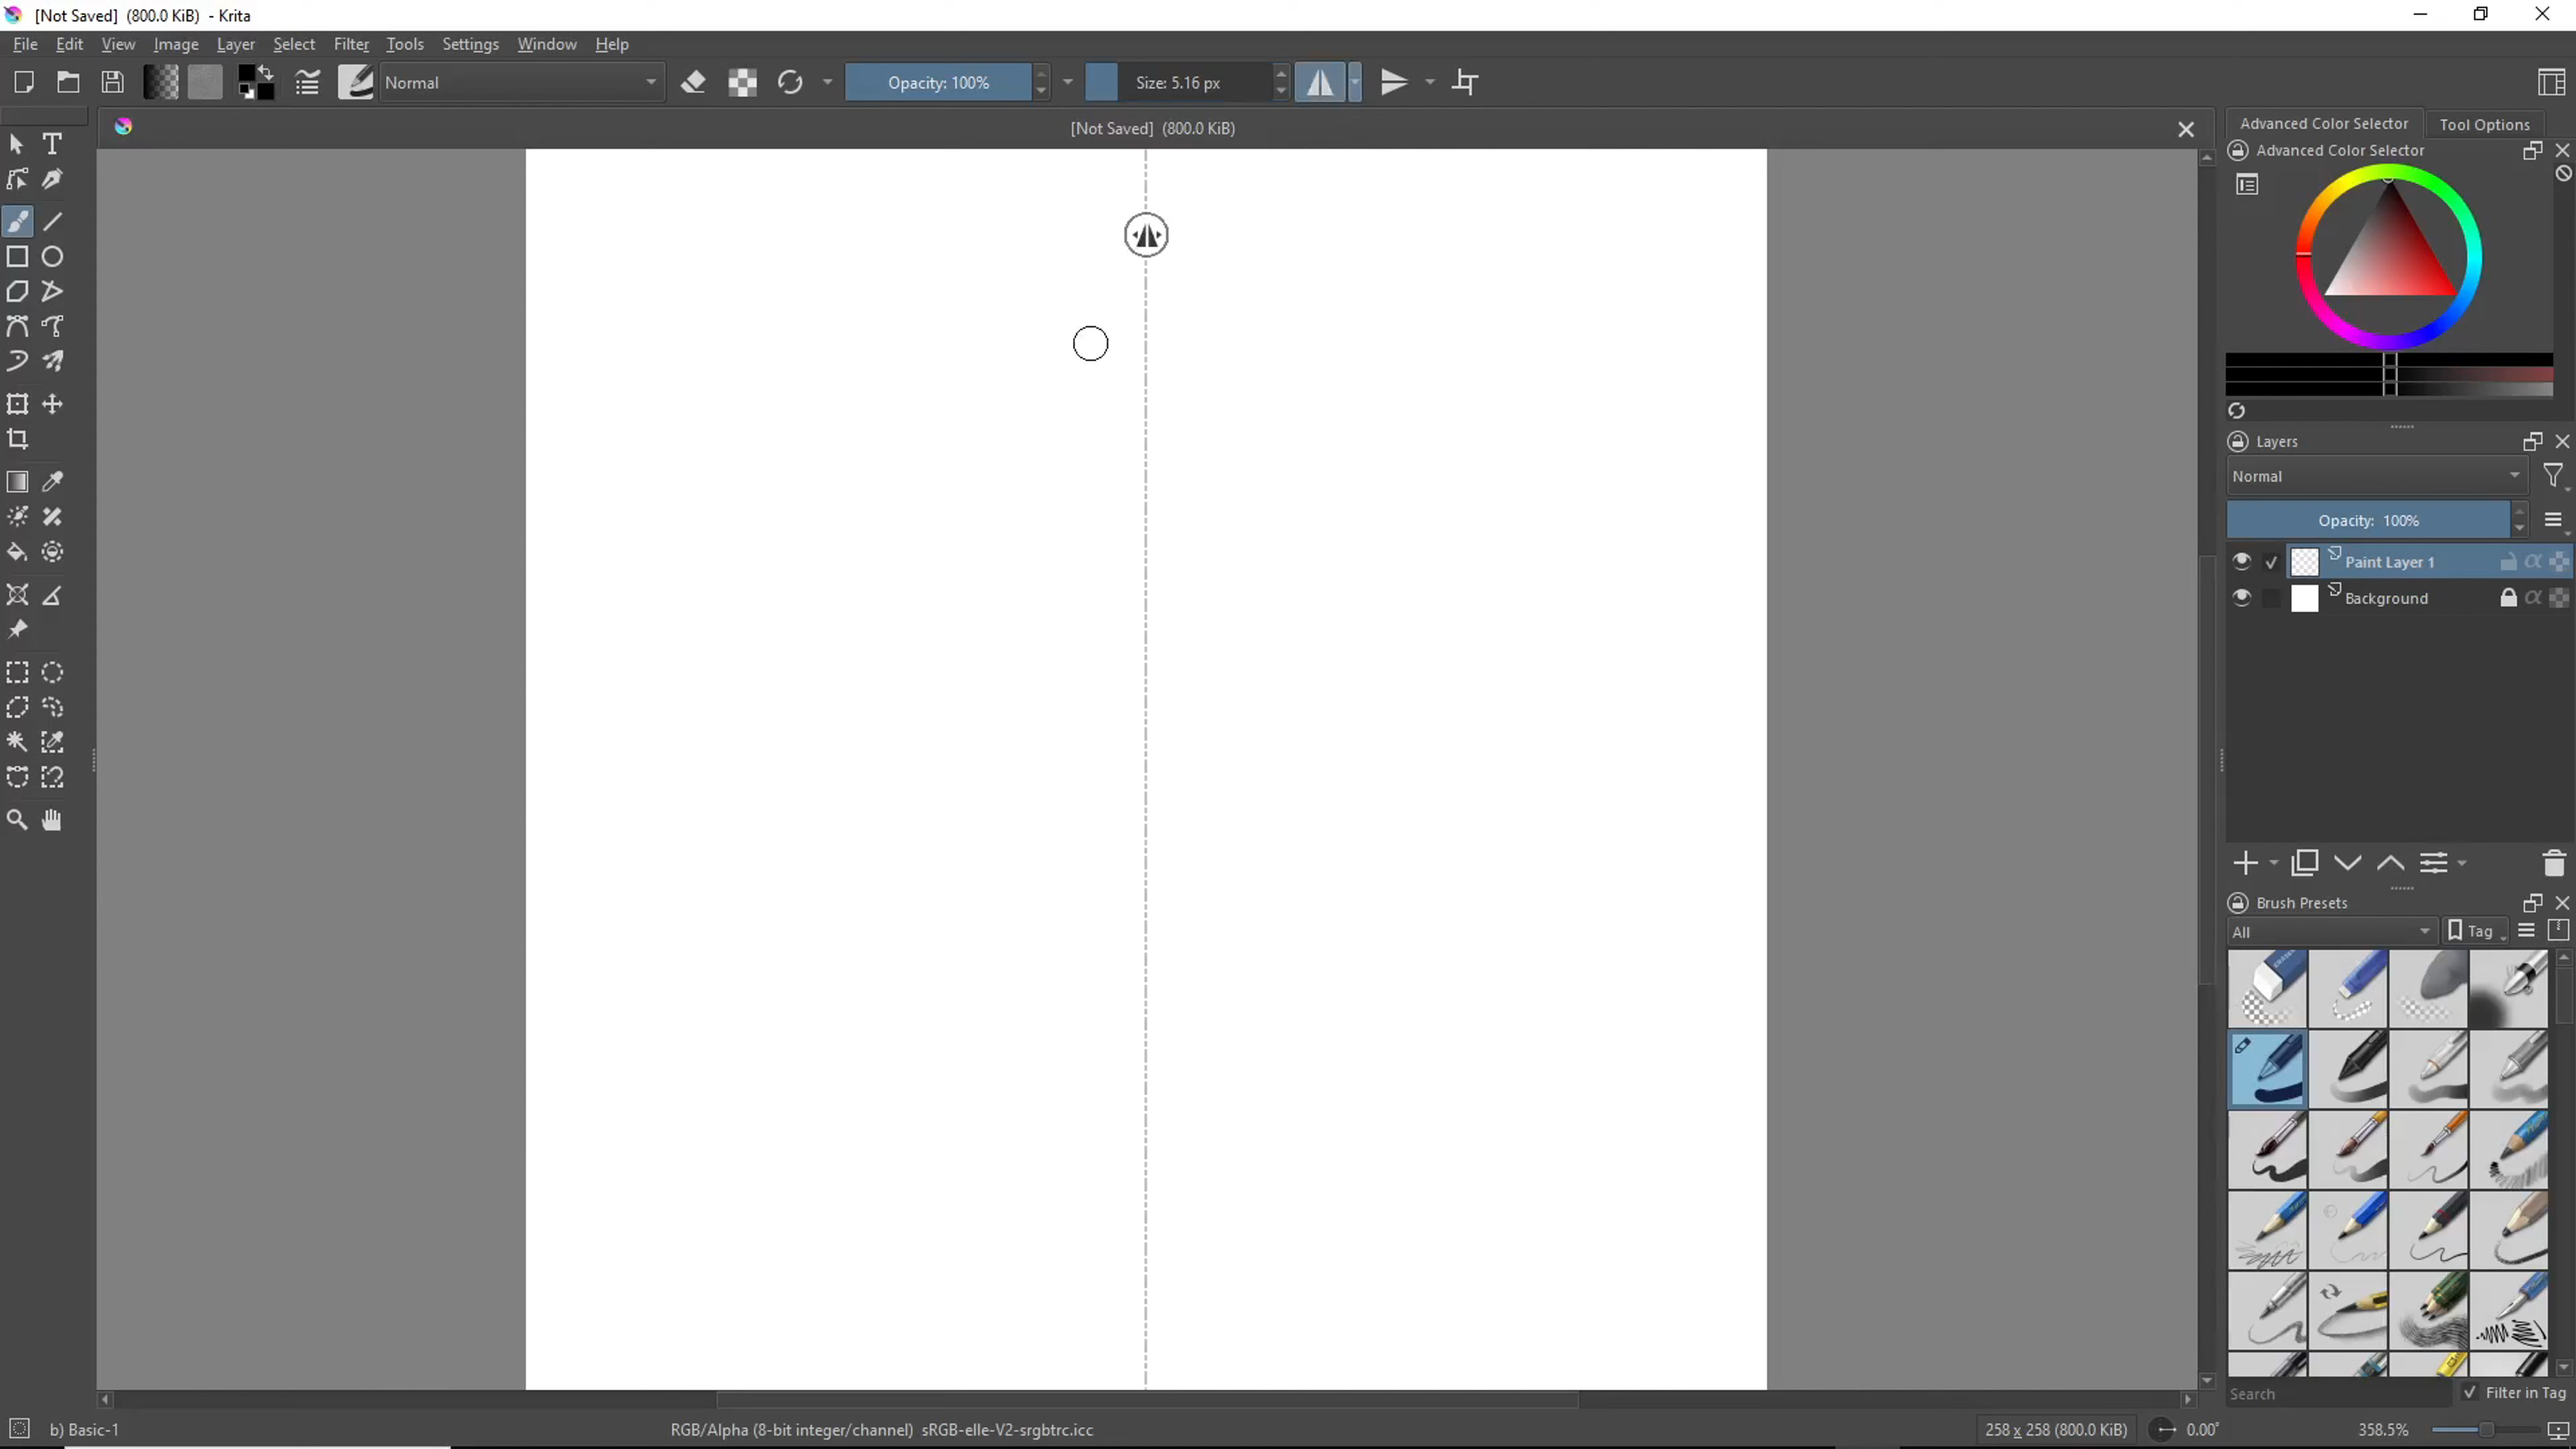 [Not Saved] (800.0 KiB) - Krita
File Edit View Image Layer Select Filter Tools Settings Window Help
Normal Opacity: 100% Size: 5.16 px
[Not Saved] (800.0 KiB)
Advanced Color Selector Tool Options
Advanced Color Selector
Layers
Normal
Opacity: 100%
Paint Layer 1
Background
Brush Presets
All Tag
Search Filter in Tag
b) Basic-1 RGB/Alpha (8-bit integer/channel) sRGB-elle-V2-srgbtrc.icc 258 x 258 (800.0 KiB) 0.00° 358.5%